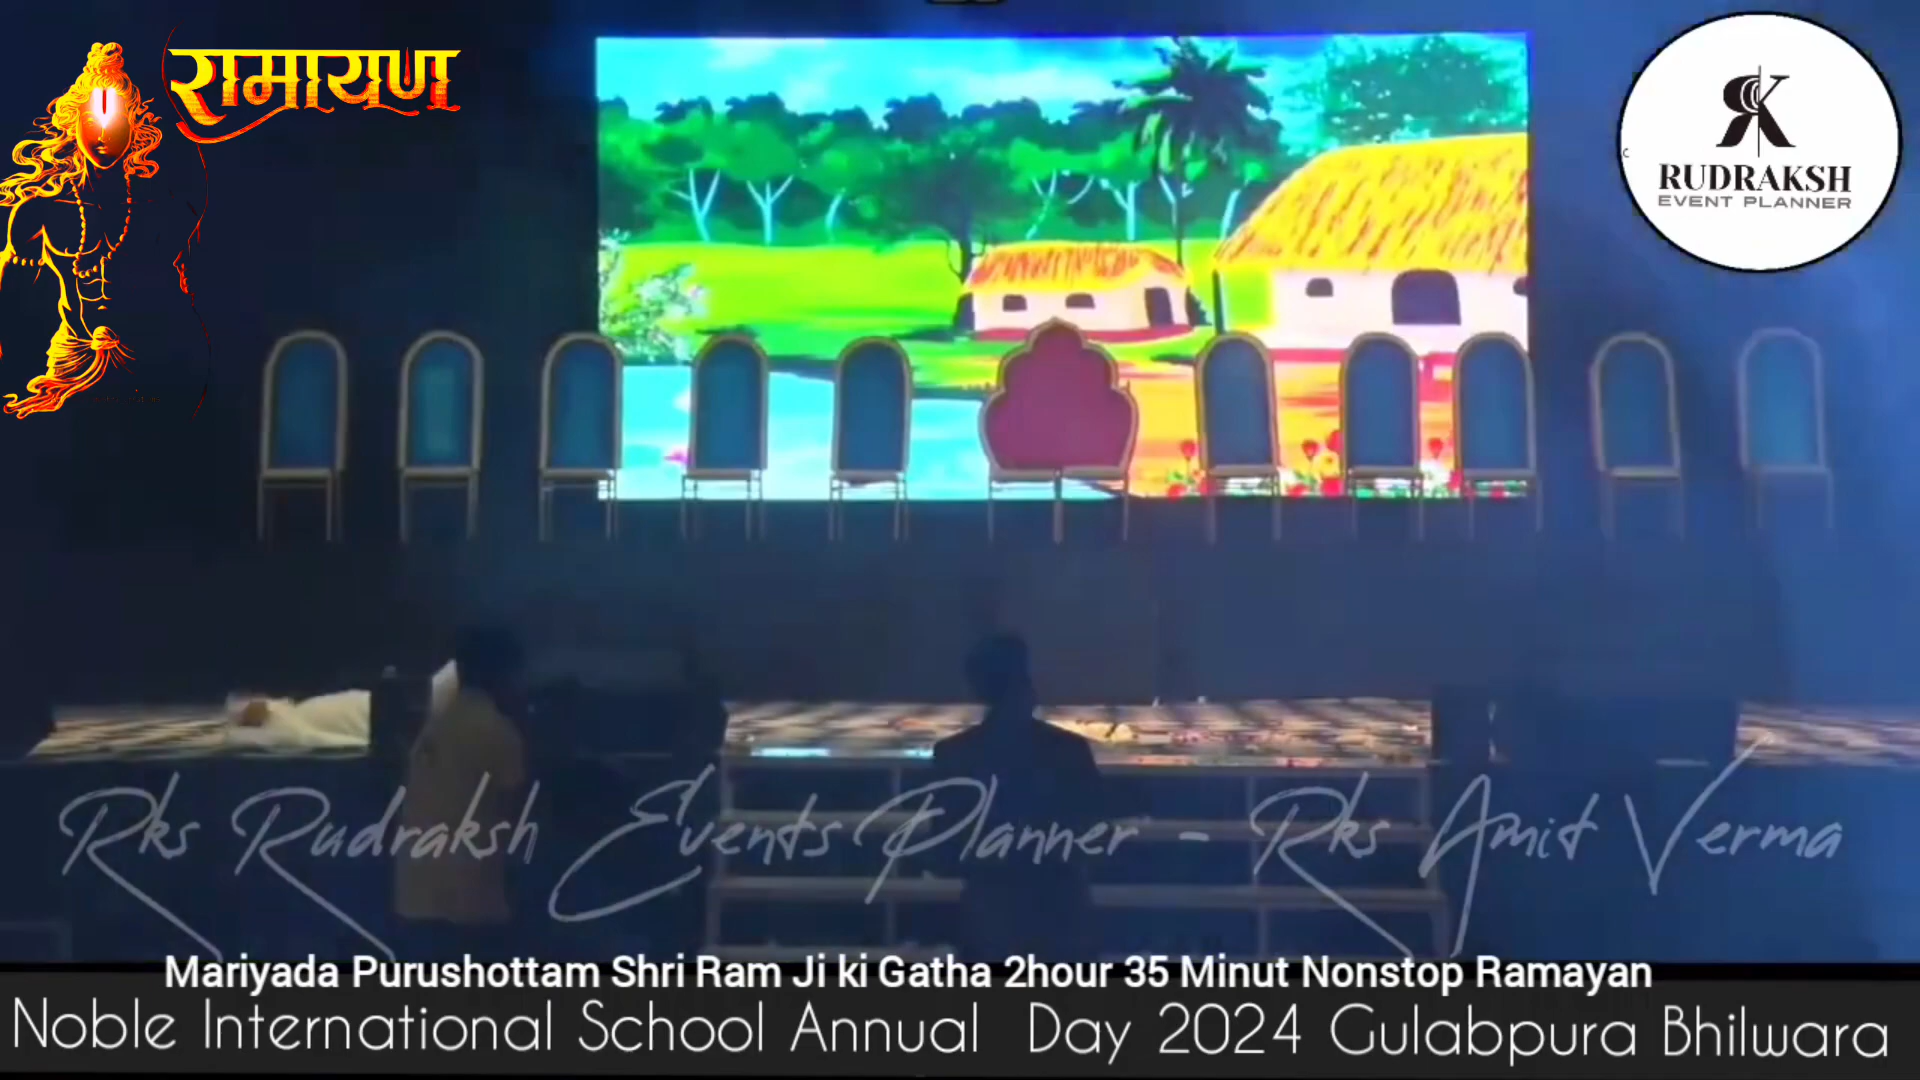 रामायण
RK
RUDRAKSH
EVENT PLANNER
Rks Rudraksh Events Planner - Rks Amit Verma
Mariyada Purushottam Shri Ram Ji ki Gatha 2hour 35 Minut Nonstop Ramayan
Noble International School Annual Day 2024 Gulabpura Bhilwara